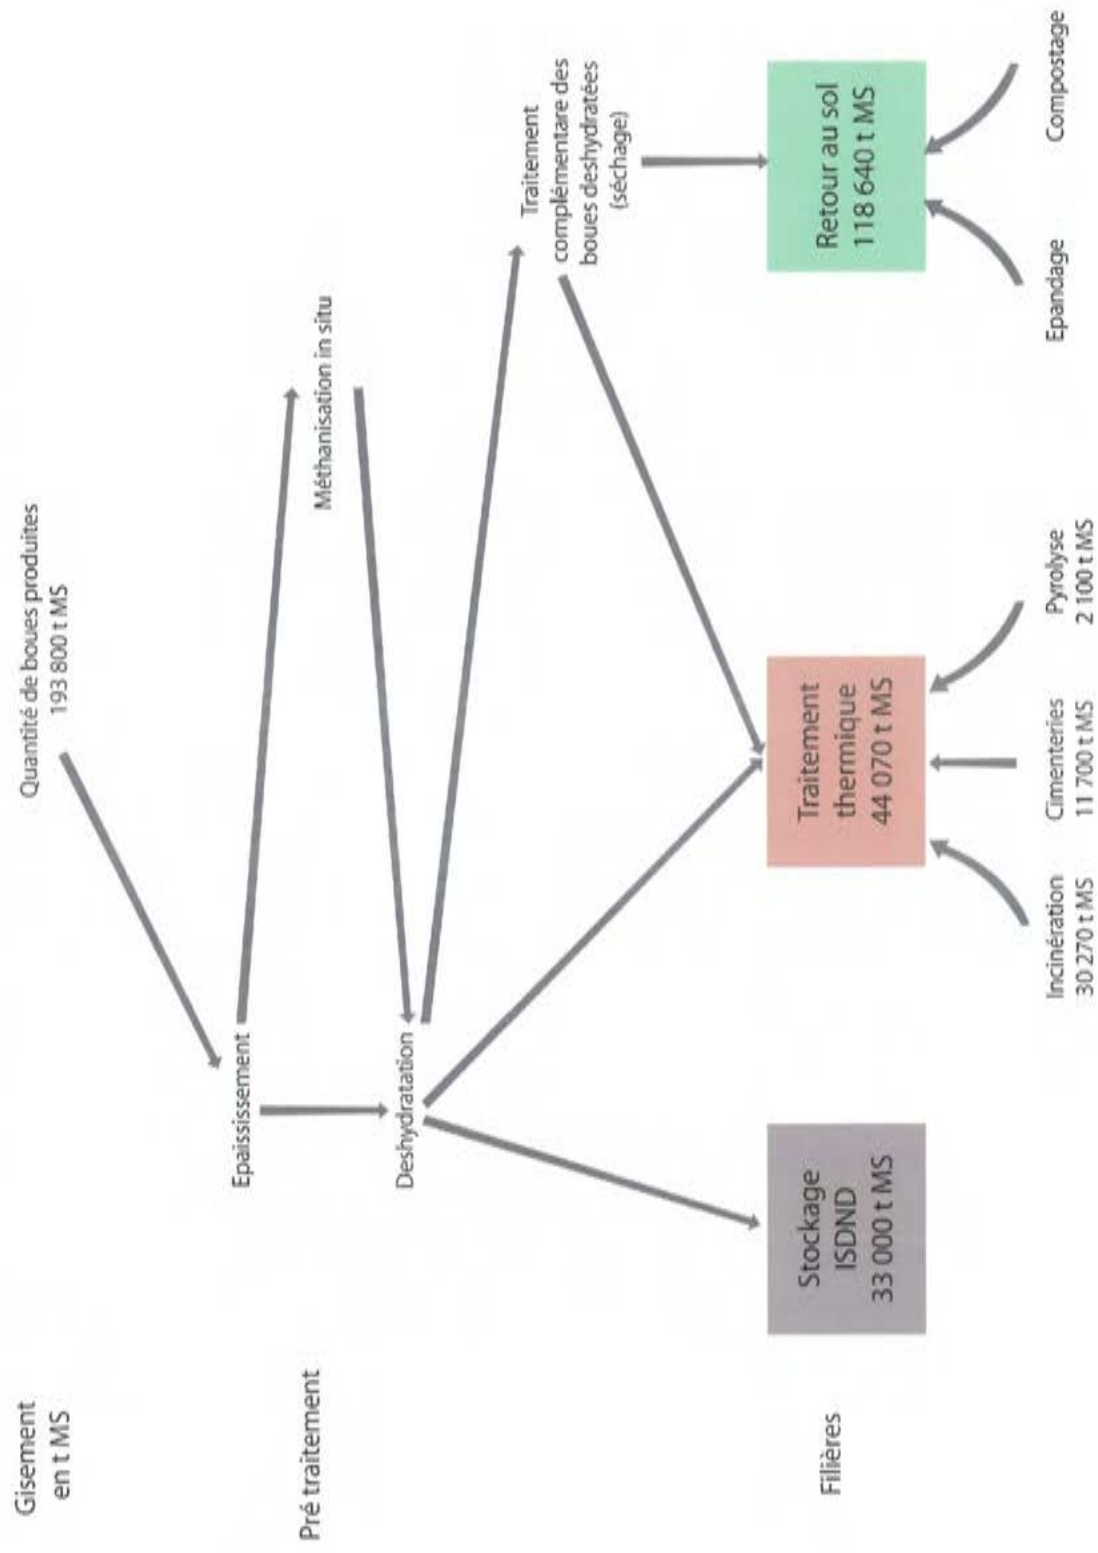 Gisement
en t MS
Quantité de boues produites
193 800 t MS
Pré traitement
Epaississement
Méthanisation in situ
Deshydratation
Traitement
complémentare des
boues deshydratées
(séchage)
Filières
Stockage
ISDND
33 000 t MS
Traitement
thermique
44 070 t MS
Retour au sol
118 640 t MS
Incinération
30 270 t MS
Cimenteries
11 700 t MS
Pyrolyse
2 100 t MS
Epandage
Compostage